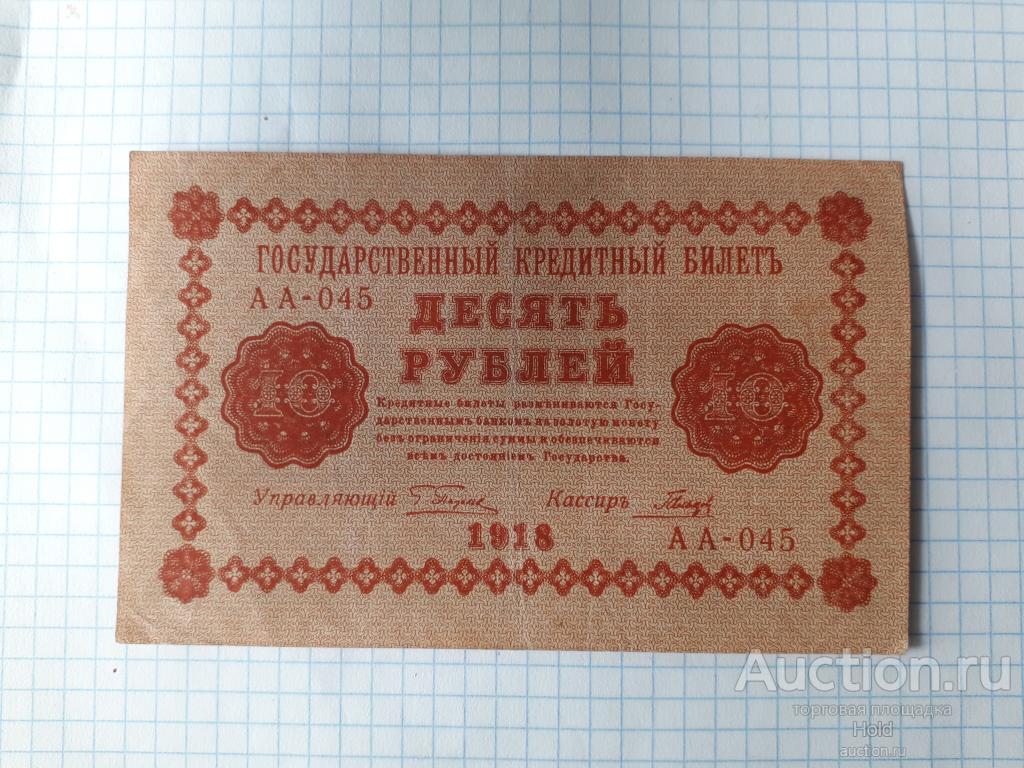 ГОСУДАРСТВЕННЫЙ КРЕДИТНЫЙ БИЛЕТЪ
АА-045
ДЕСЯТЬ
РУБЛЕЙ
10
10
Кредитные билеты размѣниваются Госу-
дарственнымъ банкомъ на золотую монету
безъ ограниченія суммы и обезпечиваются
всѣмъ достояніемъ Государства.
Управляющій
Кассиръ
1918
АА-045
Auction.ru
торговая площадка
Hold
auction.ru